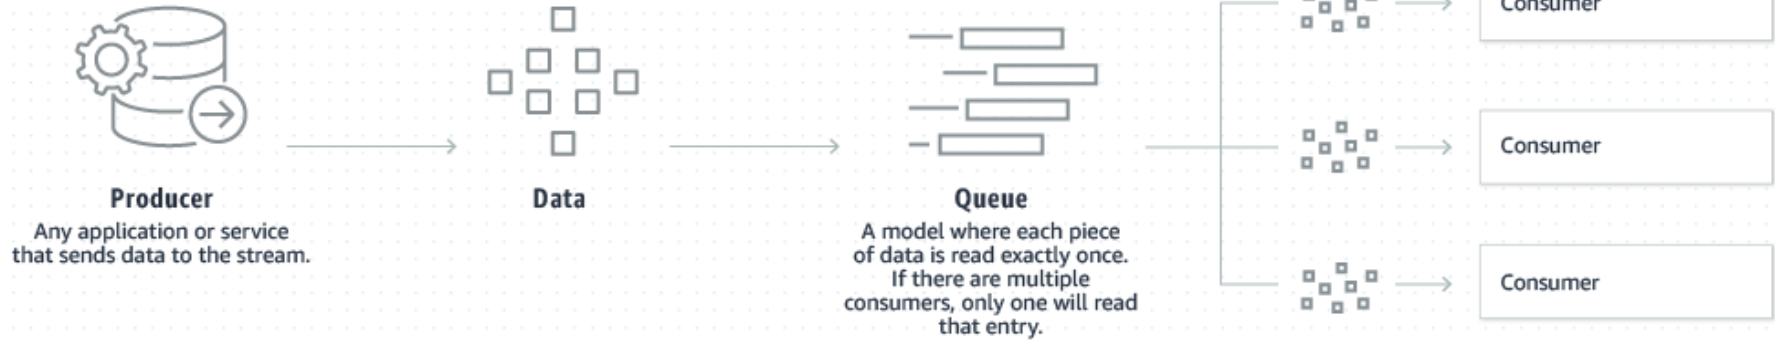 Consumer
Consumer
Producer
Data
Queue
Any application or service
that sends data to the stream.
A model where each piece
of data is read exactly once.
If there are multiple
consumers, only one will read
that entry.
Consumer